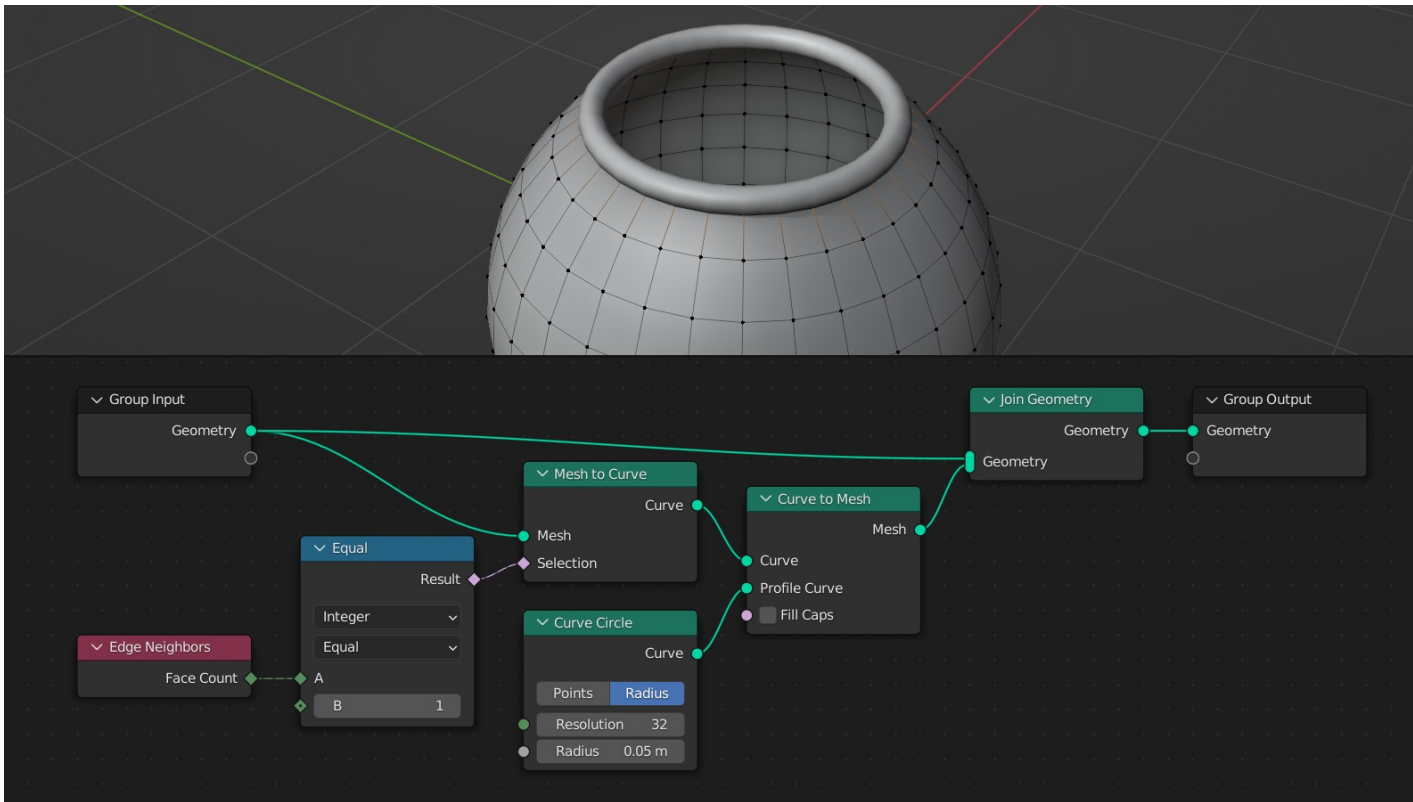 Group Input
Geometry
Edge Neighbors
Face Count
Equal
Result
Integer
Equal
A
B 1
Mesh to Curve
Curve
Mesh
Selection
Curve Circle
Curve
Points Radius
Resolution 32
Radius 0.05 m
Curve to Mesh
Mesh
Curve
Profile Curve
Fill Caps
Join Geometry
Geometry
Geometry
Group Output
Geometry